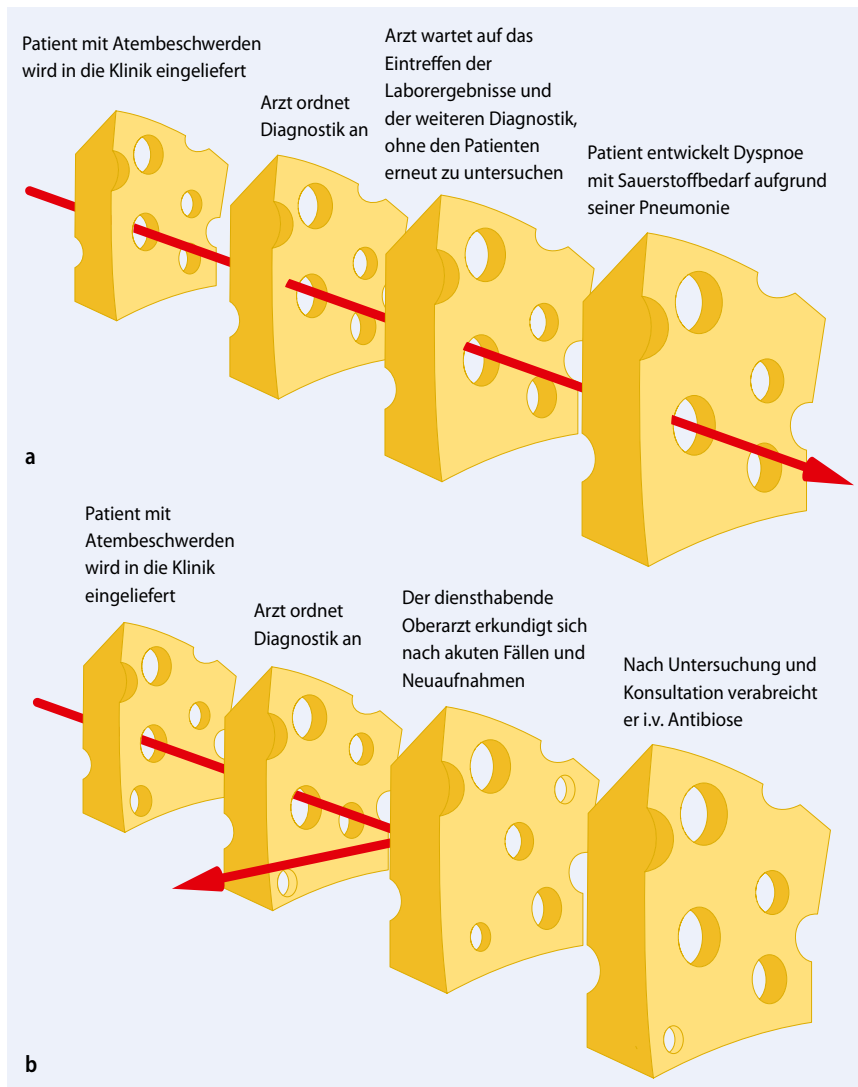 Patient mit Atembeschwerden
wird in die Klinik eingeliefert
Arzt ordnet
Diagnostik an
Arzt wartet auf das
Eintreffen der
Laborergebnisse und
der weiteren Diagnostik,
ohne den Patienten
erneut zu untersuchen
Patient entwickelt Dyspnoe
mit Sauerstoffbedarf aufgrund
seiner Pneumonie
a
Patient mit
Atembeschwerden
wird in die Klinik
eingeliefert
Arzt ordnet
Diagnostik an
Der diensthabende
Oberarzt erkundigt sich
nach akuten Fällen und
Neuaufnahmen
Nach Untersuchung und
Konsultation verabreicht
er i.v. Antibiose
b